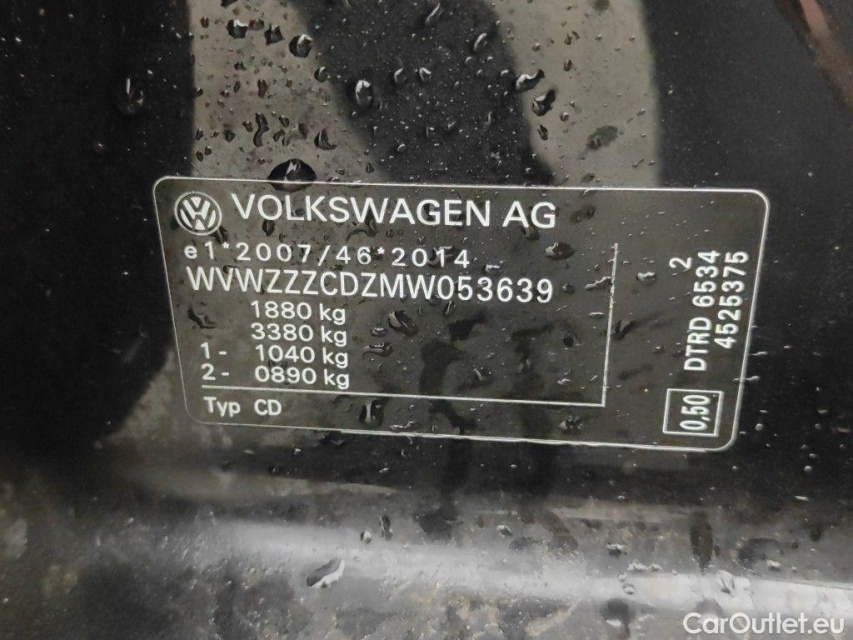 VOLKSWAGEN AG
e1*2007/46*2014
WVWZZZCDZMW053639
1880 kg
3380 kg
1- 1040 kg
2- 0890 kg
Typ CD
2
DTRD 6534
4525375
0,50
CarOutlet.eu